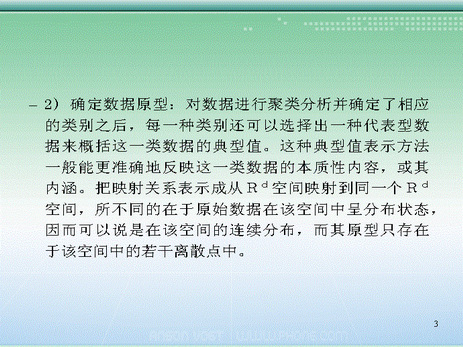 – 2) 确定数据原型：对数据进行聚类分析并确定了相应
的类别之后，每一种类别还可以选择出一种代表型数
据来概括这一类数据的典型值。这种典型值表示方法
一般能更准确地反映这一类数据的本质性内容，或其
内涵。把映射关系表示成从Rᵈ空间映射到同一个Rᵈ
空间，所不同的在于原始数据在该空间中呈分布状态，
因而可以说是在该空间的连续分布，而其原型只存在
于该空间中的若干离散点中。
3